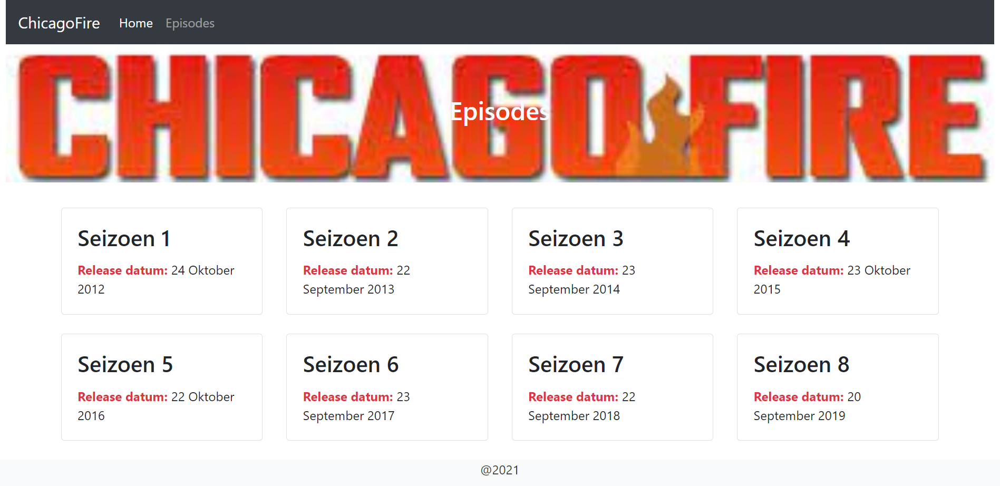 ChicagoFire Home Episodes
CHICAGO FIRE
Episodes
Seizoen 1
Release datum: 24 Oktober
2012
Seizoen 2
Release datum: 22
September 2013
Seizoen 3
Release datum: 23
September 2014
Seizoen 4
Release datum: 23 Oktober
2015
Seizoen 5
Release datum: 22 Oktober
2016
Seizoen 6
Release datum: 23
September 2017
Seizoen 7
Release datum: 22
September 2018
Seizoen 8
Release datum: 20
September 2019
@2021